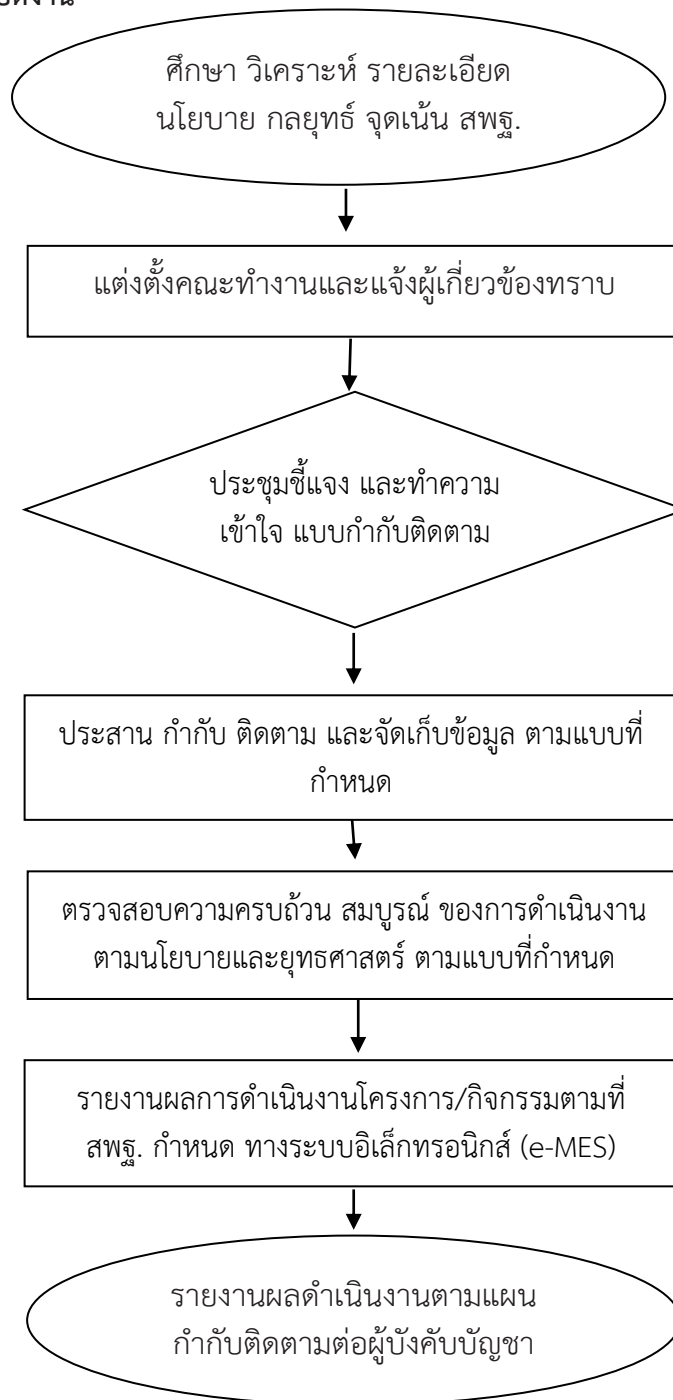 ศึกษา วิเคราะห์ รายละเอียด
นโยบาย กลยุทธ์ จุดเน้น สพฐ.
แต่งตั้งคณะทำงานและแจ้งผู้เกี่ยวข้องทราบ
ประชุมชี้แจง และทำความ
เข้าใจ แบบกำกับติดตาม
ประสาน กำกับ ติดตาม และจัดเก็บข้อมูล ตามแบบที่
กำหนด
ตรวจสอบความครบถ้วน สมบูรณ์ ของการดำเนินงาน
ตามนโยบายและยุทธศาสตร์ ตามแบบที่กำหนด
รายงานผลการดำเนินงานโครงการ/กิจกรรมตามที่
สพฐ. กำหนด ทางระบบอิเล็กทรอนิกส์ (e-MES)
รายงานผลดำเนินงานตามแผน
กำกับติดตามต่อผู้บังคับบัญชา